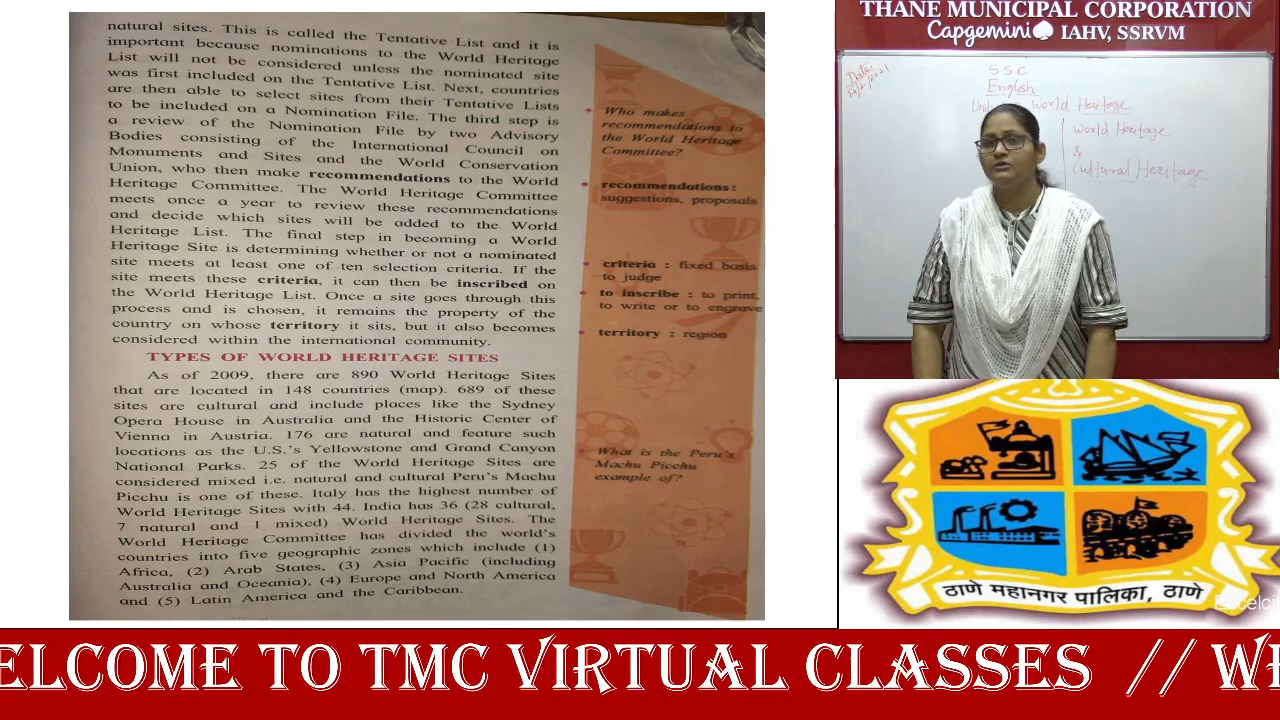 natural sites. This is called the Tentative List and it is
important because nominations to the World Heritage
List will not be considered unless the nominated site
was first included on the Tentative List. Next, countries
are then able to select sites from their Tentative Lists
to be included on a Nomination File. The third step is
a review of the Nomination File by two Advisory
Bodies consisting of the International Council on
Monuments and Sites and the World Conservation
Union, who then make recommendations to the World
Heritage Committee. The World Heritage Committee
meets once a year to review these recommendations
and decide which sites will be added to the World
Heritage List. The final step in becoming a World
Heritage Site is determining whether or not a nominated
site meets at least one of ten selection criteria. If the
site meets these criteria, it can then be inscribed on
the World Heritage List. Once a site goes through this
process and is chosen, it remains the property of the
country on whose territory it sits, but it also becomes
considered within the international community.
TYPES OF WORLD HERITAGE SITES
As of 2009, there are 890 World Heritage Sites
that are located in 148 countries (map). 689 of these
sites are cultural and include places like the Sydney
Opera House in Australia and the Historic Center of
Vienna in Austria. 176 are natural and feature such
locations as the U.S.'s Yellowstone and Grand Canyon
National Parks. 25 of the World Heritage Sites are
considered mixed i.e. natural and cultural Peru's Machu
Picchu is one of these. Italy has the highest number of
World Heritage Sites with 44. India has 36 (28 cultural,
7 natural and 1 mixed) World Heritage Sites. The
World Heritage Committee has divided the world's
countries into five geographic zones which include (1)
Africa, (2) Arab States, (3) Asia Pacific (including
Australia and Oceania), (4) Europe and North America
and (5) Latin America and the Caribbean.
Who makes
recommendations to
the World Heritage
Committee?
recommendations:
suggestions, proposals
criteria : fixed basis
to judge
to inscribe : to print,
to write or to engrave
territory : region
What is the Peru's
Machu Picchu
example of?
THANE MUNICIPAL CORPORATION
Capgemini IAHV, SSRVM
Date
SSC
English
World Heritage
World Heritage
&
Cultural Heritage
ठाणे महानगर पालिका, ठाणे
ELCOME TO TMC VIRTUAL CLASSES // WE